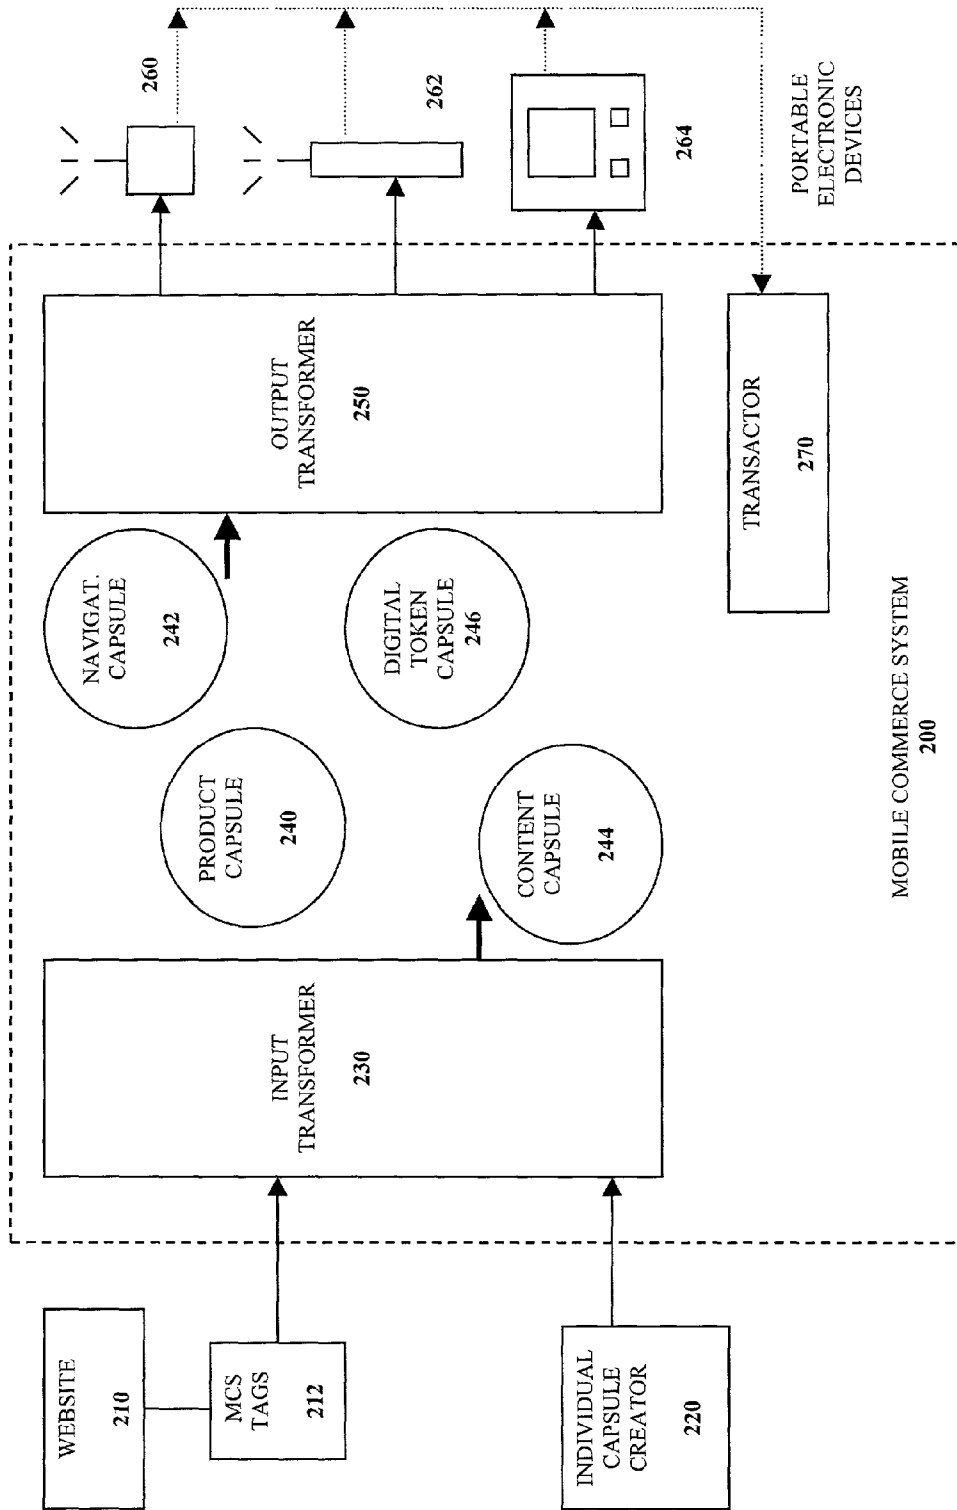 WEBSITE
210
MCS
TAGS
212
INDIVIDUAL
CAPSULE
CREATOR
220
INPUT
TRANSFORMER
230
PRODUCT
CAPSULE
240
CONTENT
CAPSULE
244
NAVIGAT.
CAPSULE
242
DIGITAL
TOKEN
CAPSULE
246
OUTPUT
TRANSFORMER
250
TRANSACTOR
270
260
262
264
PORTABLE
ELECTRONIC
DEVICES
MOBILE COMMERCE SYSTEM
200